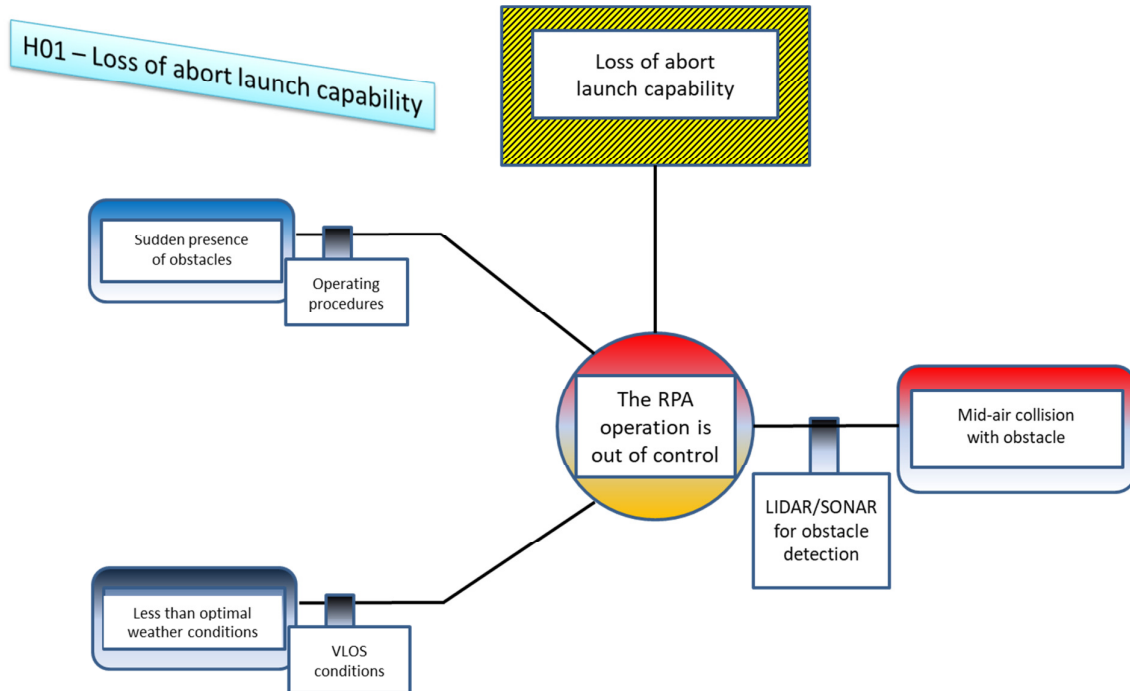 H01 – Loss of abort launch capability
Loss of abort
launch capability
Sudden presence
of obstacles
Operating
procedures
The RPA
operation is
out of control
Mid-air collision
with obstacle
LIDAR/SONAR
for obstacle
detection
Less than optimal
weather conditions
VLOS
conditions